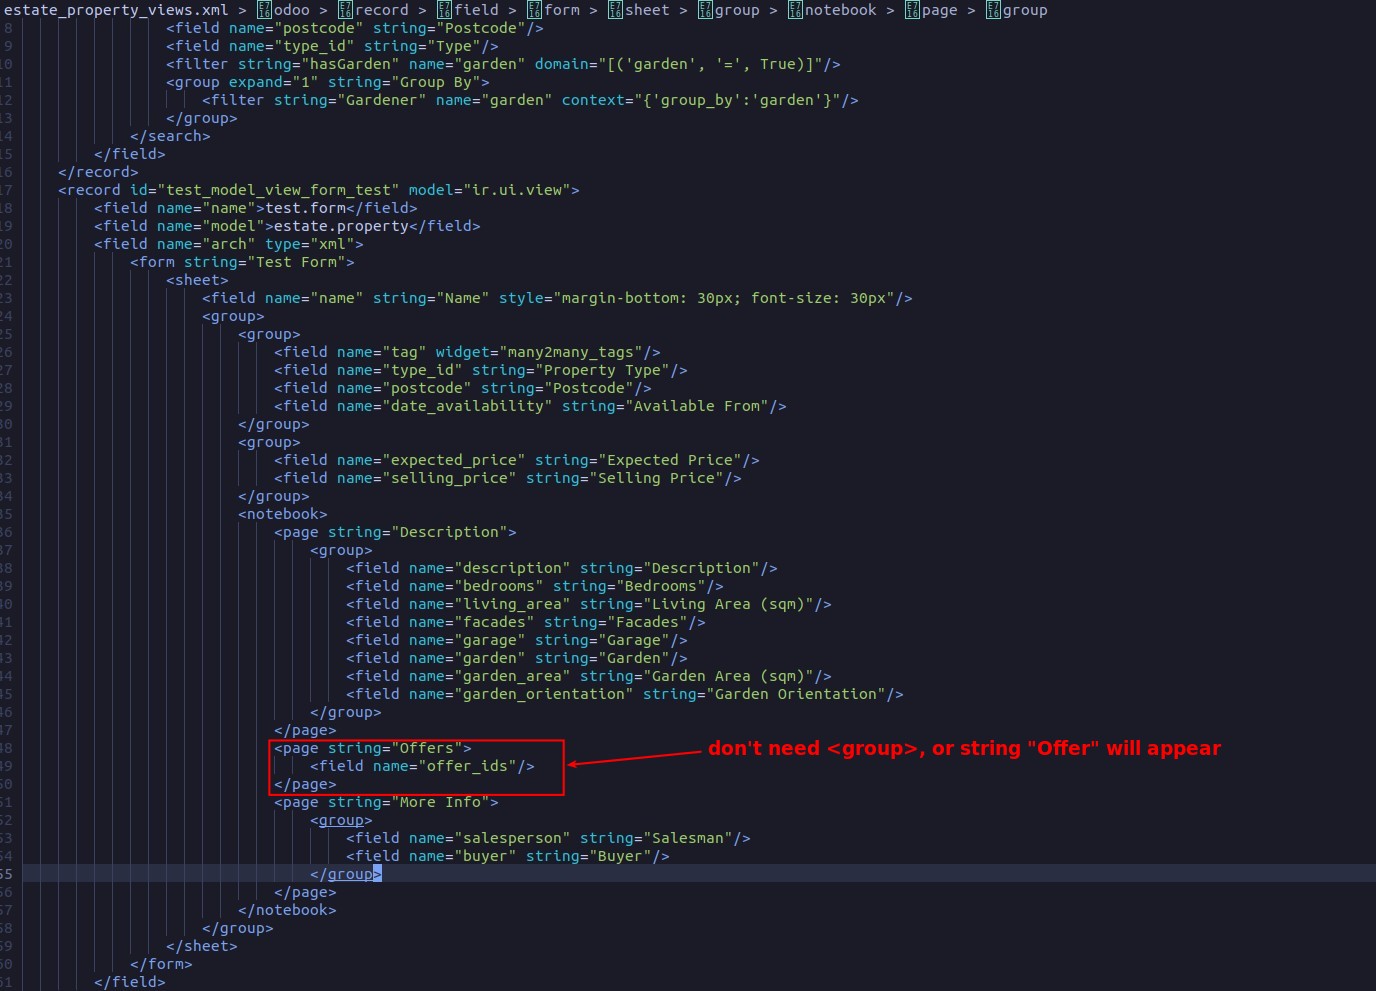 estate_property_views.xml > odoo > record > field > form > sheet > group > notebook > page > group
8 <field name="postcode" string="Postcode"/>
9 <field name="type_id" string="Type"/>
10 <filter string="hasGarden" name="garden" domain="[('garden', '=', True)]"/>
11 <group expand="1" string="Group By">
12 <filter string="Gardener" name="garden" context="{'group_by':'garden'}"/>
13 </group>
14 </search>
15 </field>
16 </record>
17 <record id="test_model_view_form_test" model="ir.ui.view">
18 <field name="name">test.form</field>
19 <field name="model">estate.property</field>
20 <field name="arch" type="xml">
21 <form string="Test Form">
22 <sheet>
23 <field name="name" string="Name" style="margin-bottom: 30px; font-size: 30px"/>
24 <group>
25 <group>
26 <field name="tag" widget="many2many_tags"/>
27 <field name="type_id" string="Property Type"/>
28 <field name="postcode" string="Postcode"/>
29 <field name="date_availability" string="Available From"/>
30 </group>
31 <group>
32 <field name="expected_price" string="Expected Price"/>
33 <field name="selling_price" string="Selling Price"/>
34 </group>
35 <notebook>
36 <page string="Description">
37 <group>
38 <field name="description" string="Description"/>
39 <field name="bedrooms" string="Bedrooms"/>
40 <field name="living_area" string="Living Area (sqm)"/>
41 <field name="facades" string="Facades"/>
42 <field name="garage" string="Garage"/>
43 <field name="garden" string="Garden"/>
44 <field name="garden_area" string="Garden Area (sqm)"/>
45 <field name="garden_orientation" string="Garden Orientation"/>
46 </group>
47 </page>
48 <page string="Offers"> don't need <group>, or string "Offer" will appear
49 <field name="offer_ids"/>
50 </page>
51 <page string="More Info">
52 <group>
53 <field name="salesperson" string="Salesman"/>
54 <field name="buyer" string="Buyer"/>
55 </group>
56 </page>
57 </notebook>
58 </group>
59 </sheet>
60 </form>
61 </field>